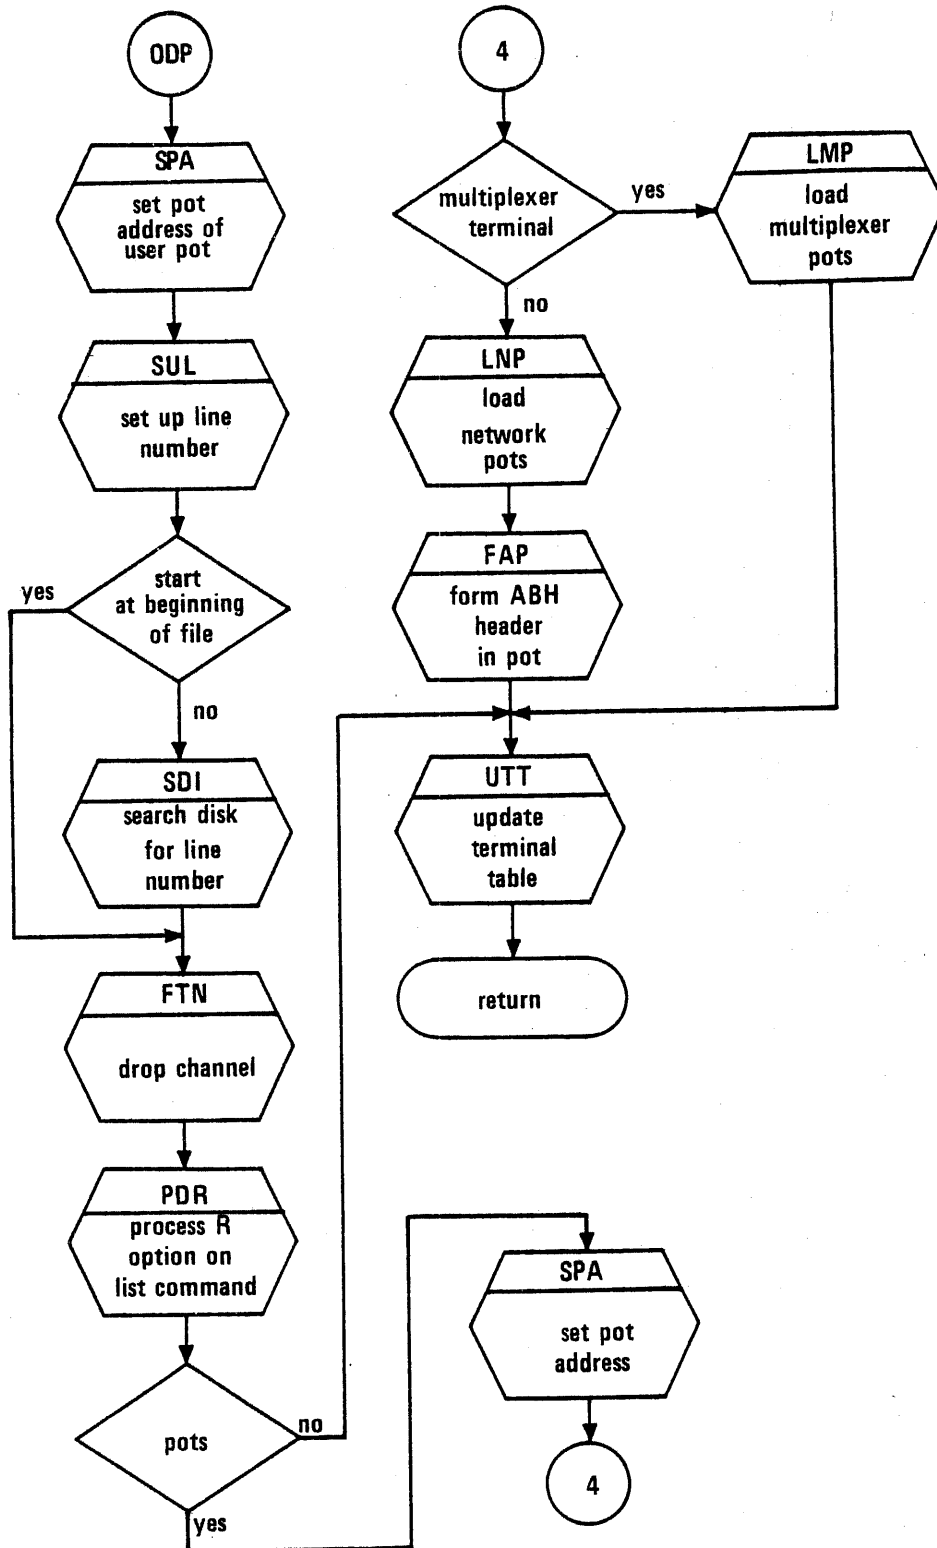 ODP
SPA
set pot
address of
user pot
SUL
set up line
number
start
at beginning
of file
yes
no
SDI
search disk
for line
number
FTN
drop channel
PDR
process R
option on
list command
pots
no
yes
4
multiplexer
terminal
yes
no
LMP
load
multiplexer
pots
LNP
load
network
pots
FAP
form ABH
header
in pot
UTT
update
terminal
table
return
SPA
set pot
address
4